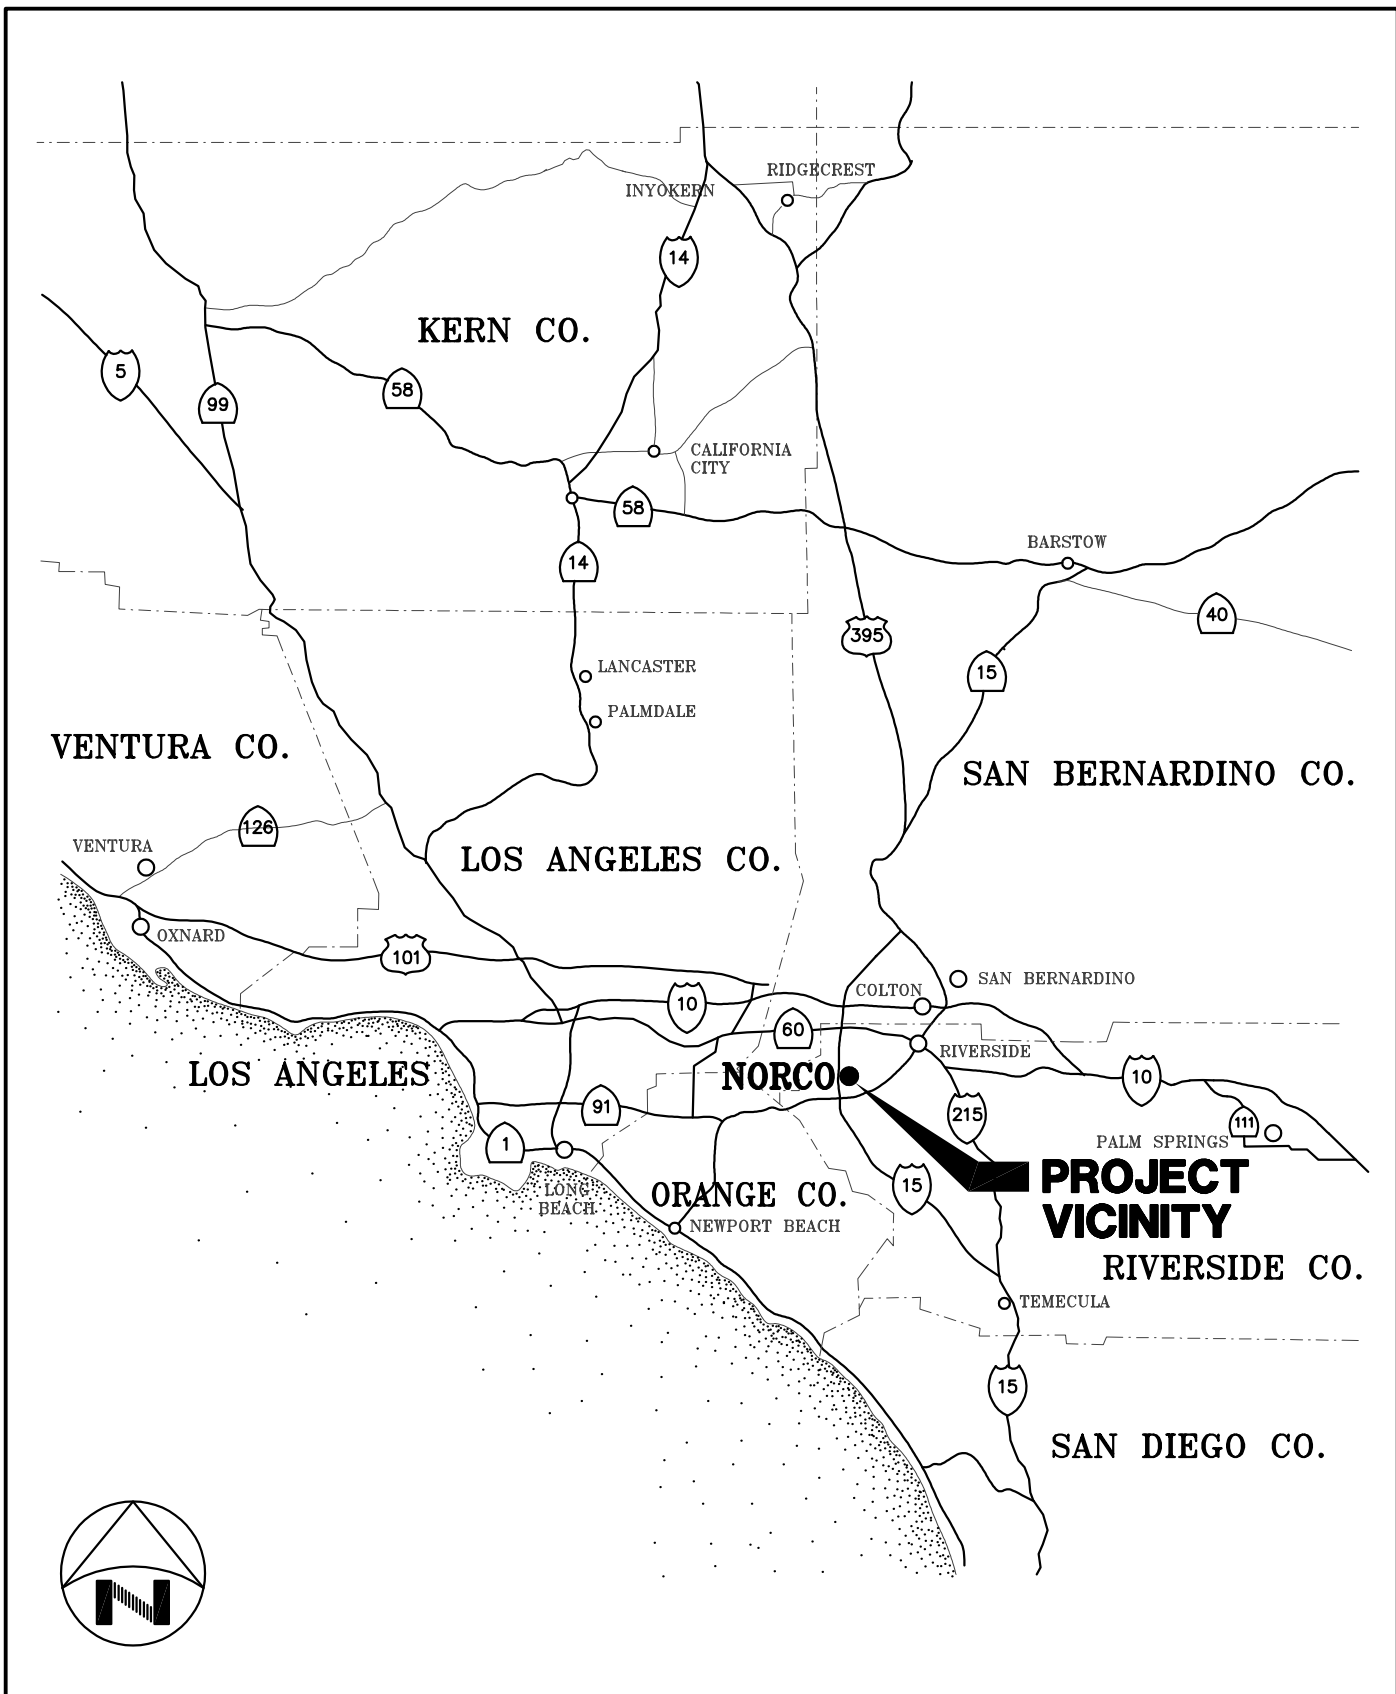 RIDGECREST
INYOKERN
14
KERN CO.
5
99
58
CALIFORNIA
CITY
58
BARSTOW
14
40
395
15
LANCASTER
PALMDALE
VENTURA CO.
SAN BERNARDINO CO.
126
VENTURA
LOS ANGELES CO.
OXNARD
101
SAN BERNARDINO
COLTON
10
60
RIVERSIDE
LOS ANGELES
NORCO
10
91
215
111
1
PALM SPRINGS
PROJECT
VICINITY
15
LONG
BEACH
ORANGE CO.
NEWPORT BEACH
RIVERSIDE CO.
TEMECULA
15
SAN DIEGO CO.
N